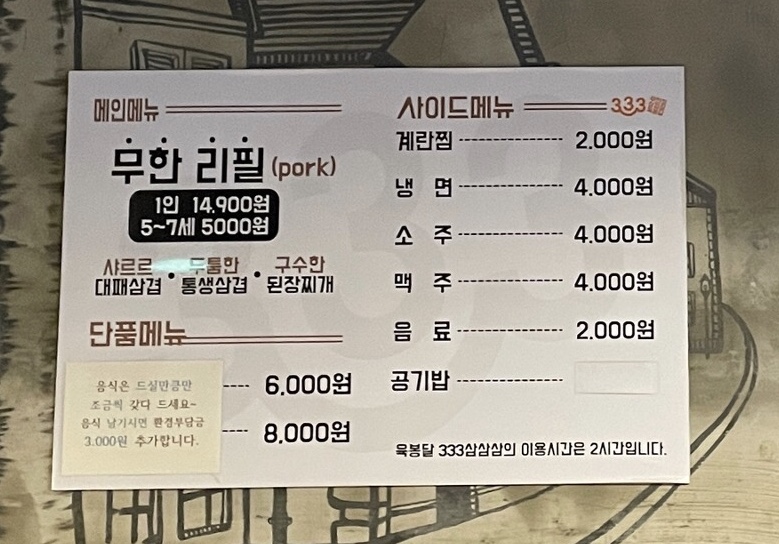 메인메뉴
무한 리필 (pork)
1인 14.900원
5~7세 5000원
샤르르 두툼한 구수한
대패삼겹 • 통생삼겹 • 된장찌개
단품메뉴
6,000원
8,000원
음식은 드실만큼만
조금씩 갖다 드세요~
음식 남기시면 환경부담금
3.000원 추가합니다.
사이드메뉴 333
계란찜 2.000원
냉 면 4.000원
소 주 4.000원
맥 주 4.000원
음 료 2.000원
공기밥
육봉달 333삼삼삼의 이용시간은 2시간입니다.